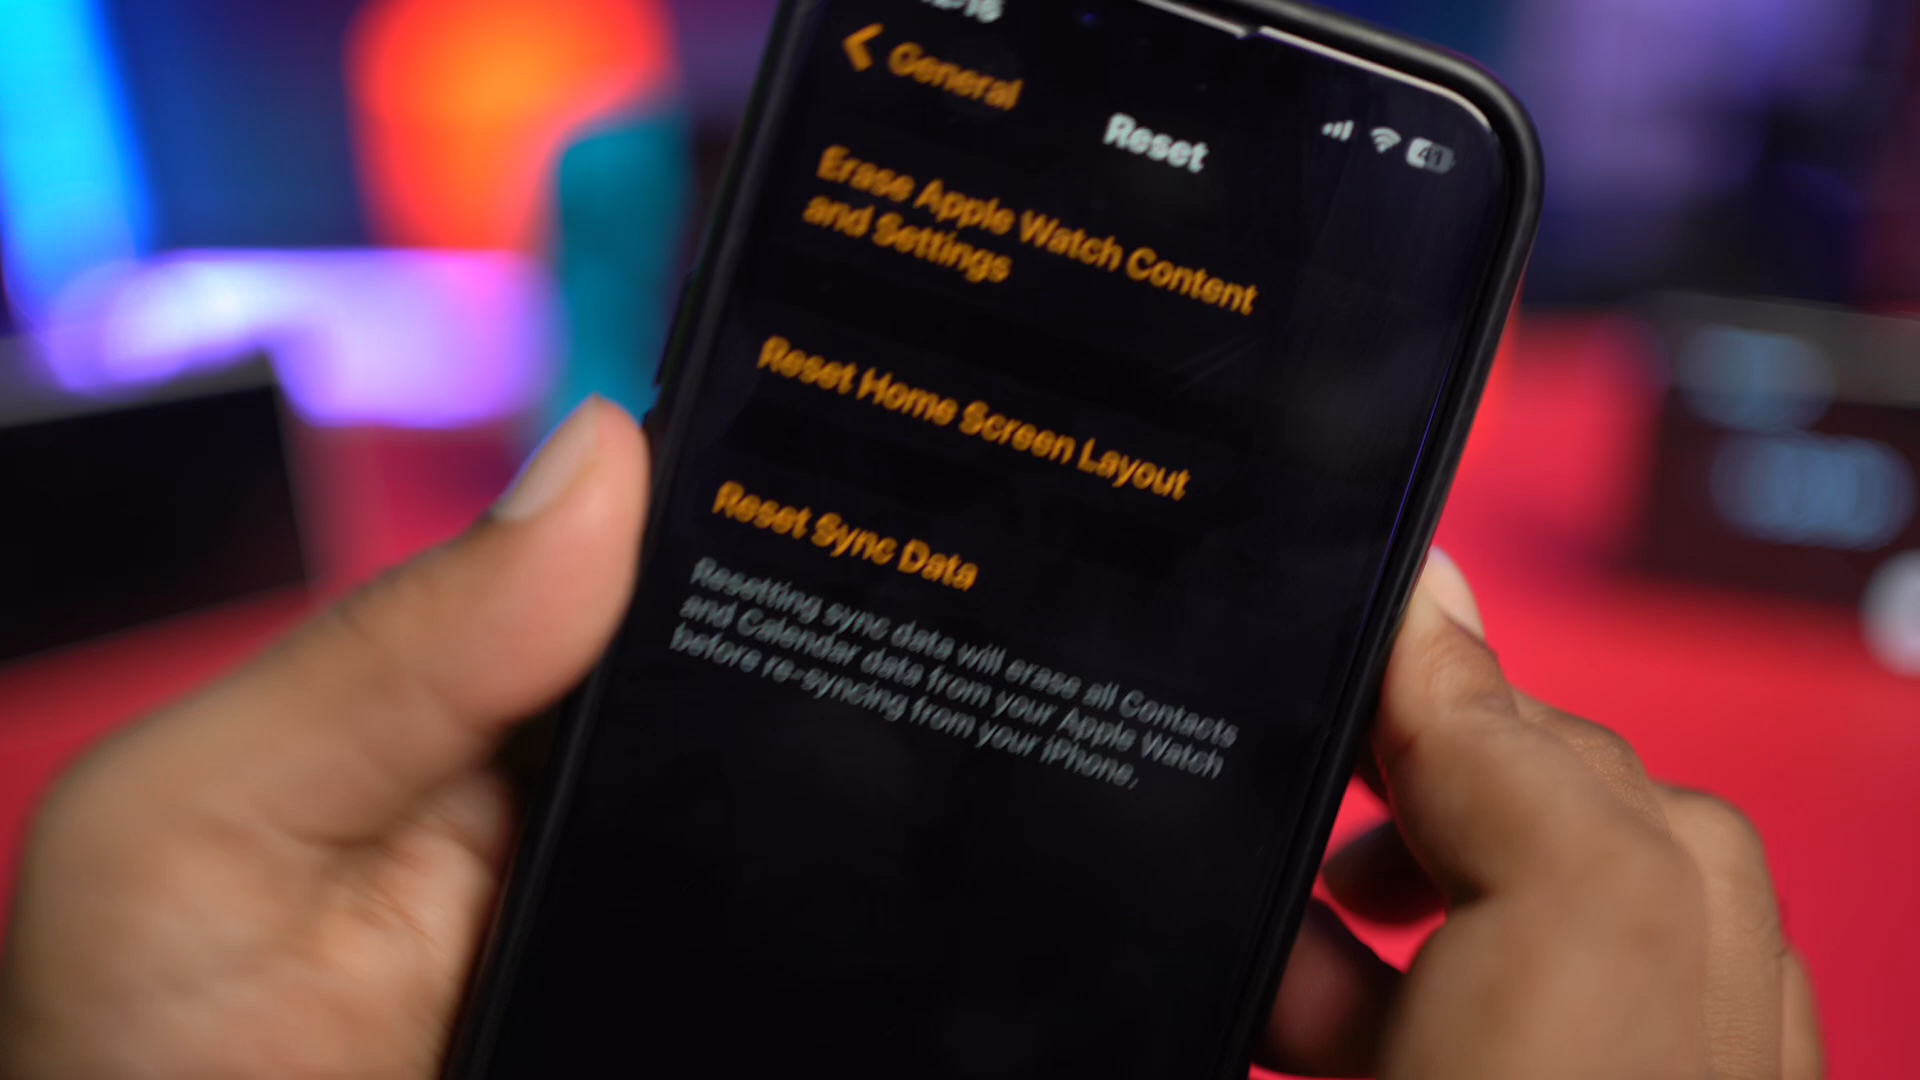 General
Reset
41
Erase Apple Watch Content
and Settings
Reset Home Screen Layout
Reset Sync Data
Resetting sync data will erase all Contacts
and Calendar data from your Apple Watch
before re-syncing from your iPhone.